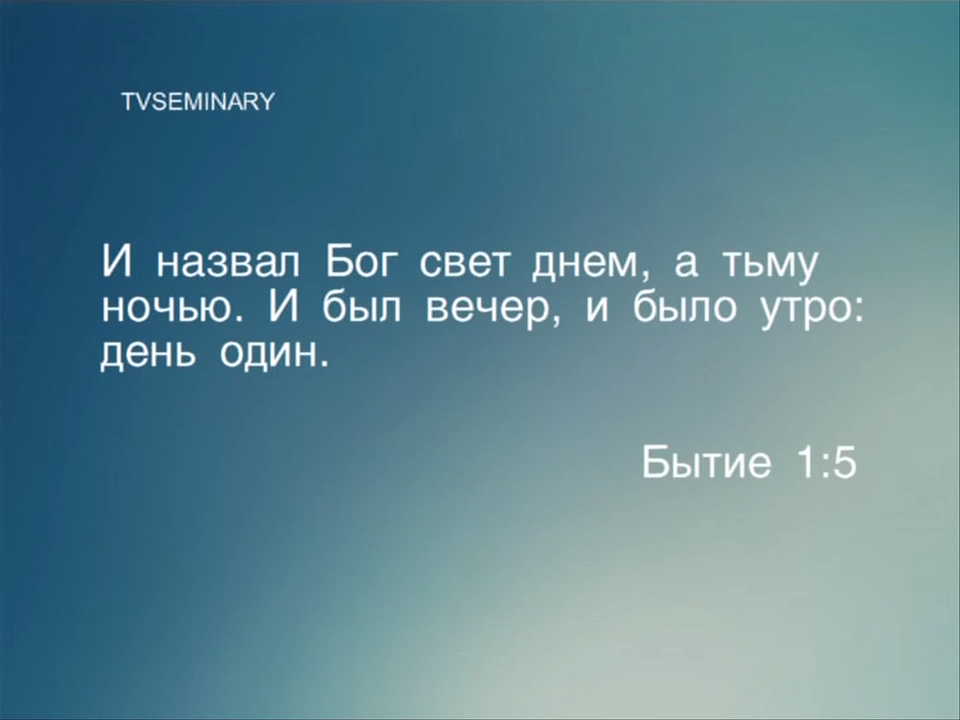 TVSEMINARY
И назвал Бог свет днем, а тьму
ночью. И был вечер, и было утро:
день один.
Бытие 1:5